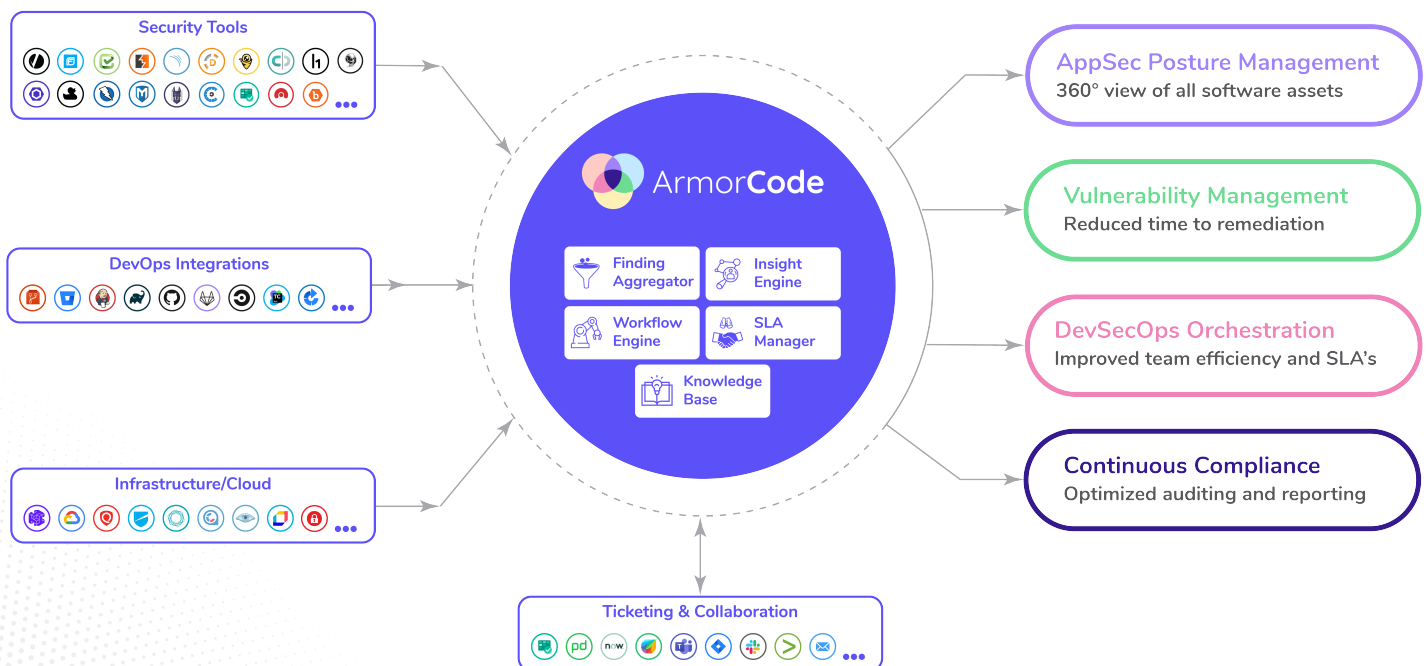 Security Tools
DevOps Integrations
Infrastructure/Cloud
ArmorCode
Finding
Aggregator
Insight
Engine
Workflow
Engine
SLA
Manager
Knowledge
Base
Ticketing & Collaboration
pd
now
AppSec Posture Management
360° view of all software assets
Vulnerability Management
Reduced time to remediation
DevSecOps Orchestration
Improved team efficiency and SLA’s
Continuous Compliance
Optimized auditing and reporting